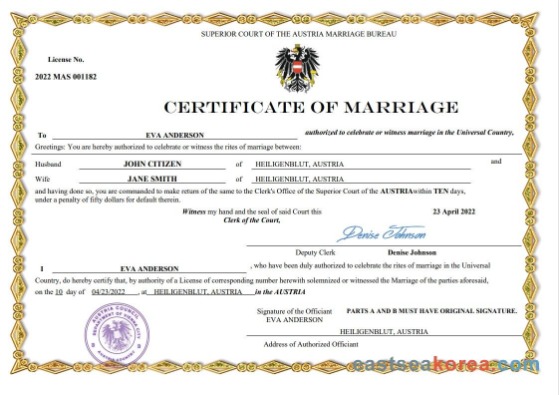 SUPERIOR COURT OF THE AUSTRIA MARRIAGE BUREAU
License No.
2022 MAS 001182
CERTIFICATE OF MARRIAGE
To EVA ANDERSON authorized to celebrate or witness marriage in the Universal Country,
Greetings: You are hereby authorized to celebrate or witness the rites of marriage between:
Husband JOHN CITIZEN of HEILIGENBLUT, AUSTRIA and
Wife JANE SMITH of HEILIGENBLUT, AUSTRIA
and having done so, you are commanded to make return of the same to the Clerk's Office of the Superior Court of the AUSTRIAwithin TEN days,
under a penalty of fifty dollars for default therein.
Witness my hand and the seal of said Court this 23 April 2022
Clerk of the Court,
Denise Johnson
Deputy Clerk Denise Johnson
I EVA ANDERSON , who have been duly authorized to celebrate the rites of marriage in the Universal
Country, do hereby certify that, by authority of License of corresponding number herewith solemnized or witnessed the Marriage of the parties aforesaid,
on the 10 day of 04/23/2022 , at HEILIGENBLUT, AUSTRIA in the AUSTRIA
AUSTRIA COUNCIL
Signature of the Officiant PARTS A AND B MUST HAVE ORIGINAL SIGNATURE.
EVA ANDERSON
HEILIGENBLUT, AUSTRIA
Address of Authorized Officiant
eastseakorea.com